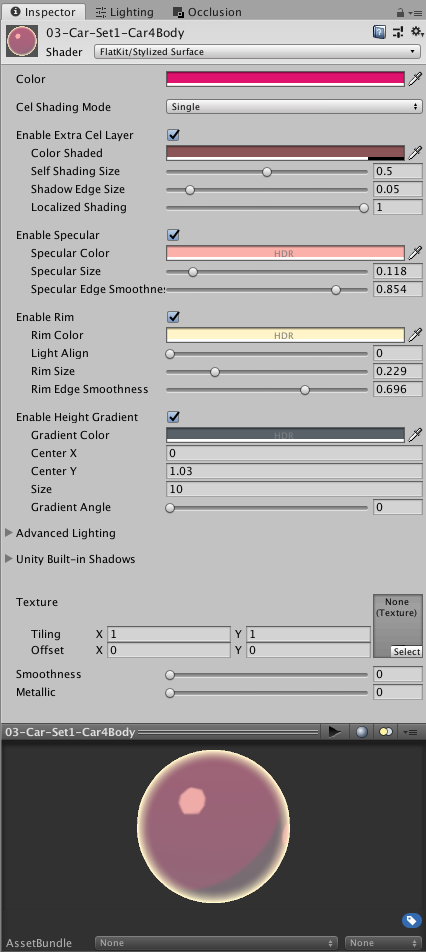 Inspector Lighting Occlusion
03-Car-Set1-Car4Body
Shader FlatKit/Stylized Surface
Color
Cel Shading Mode Single
Enable Extra Cel Layer
Color Shaded
Self Shading Size 0.5
Shadow Edge Size 0.05
Localized Shading 1
Enable Specular
Specular Color HDR
Specular Size 0.118
Specular Edge Smoothne 0.854
Enable Rim
Rim Color HDR
Light Align 0
Rim Size 0.229
Rim Edge Smoothness 0.696
Enable Height Gradient
Gradient Color HDR
Center X 0
Center Y 1.03
Size 10
Gradient Angle 0
Advanced Lighting
Unity Built-in Shadows
Texture None
(Texture)
Tiling X 1 Y 1
Offset X 0 Y 0 Select
Smoothness 0
Metallic 0
03-Car-Set1-Car4Body
AssetBundle None None